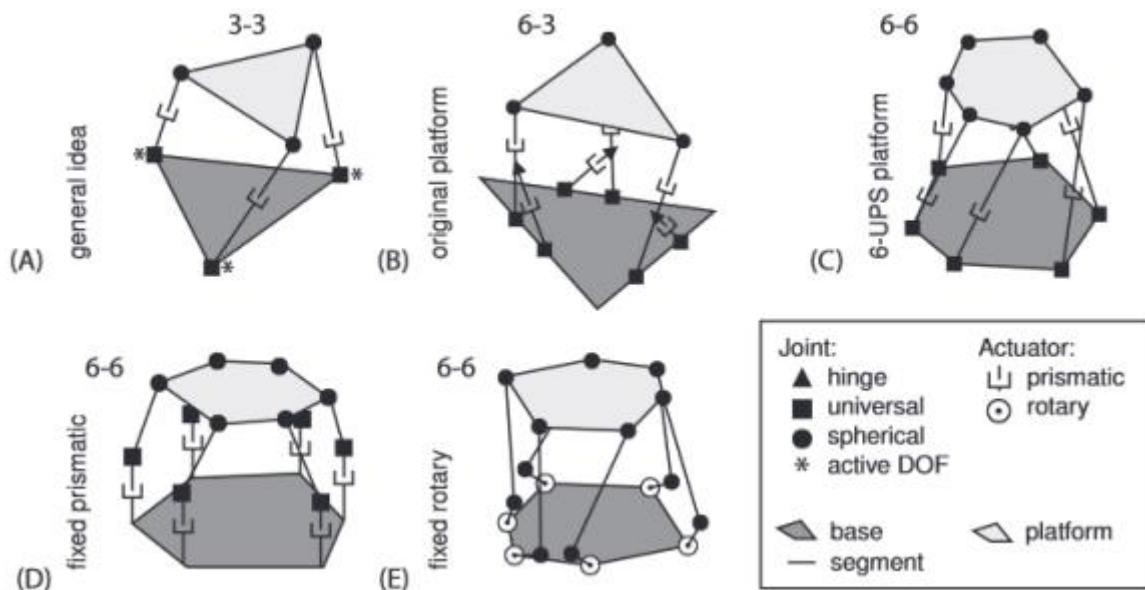 3-3
general idea
(A)
*
*
*
6-3
original platform
(B)
6-6
6-UPS platform
(C)
6-6
fixed prismatic
(D)
6-6
fixed rotary
(E)
Joint:
hinge
universal
spherical
* active DOF
Actuator:
prismatic
rotary
base
segment
platform